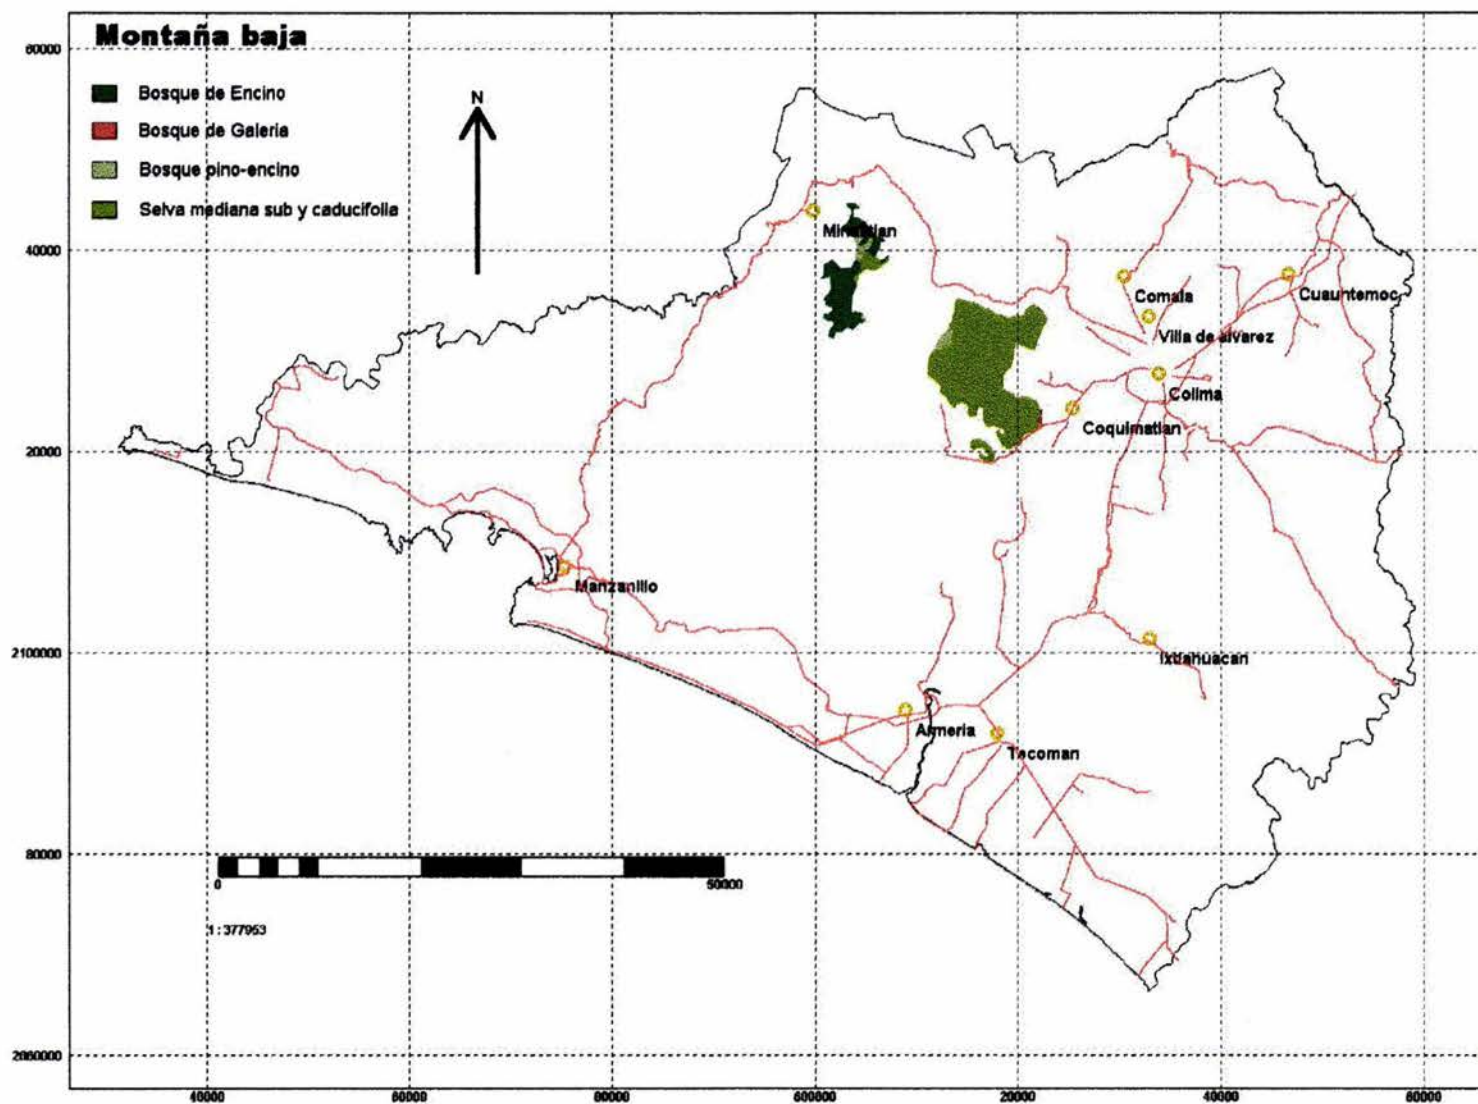 Montaña baja
Bosque de Encino
Bosque de Galeria
Bosque pino-encino
Selva mediana sub y caducifolia
N
60000
40000
20000
2100000
80000
2060000
Comala
Cuauntemoc
Villa de alvarez
Colima
Coquimatlan
Manzanillo
Ixtlahuacan
Armeria
Tecoman
0
50000
1 : 377953
40000
60000
80000
600000
20000
40000
60000